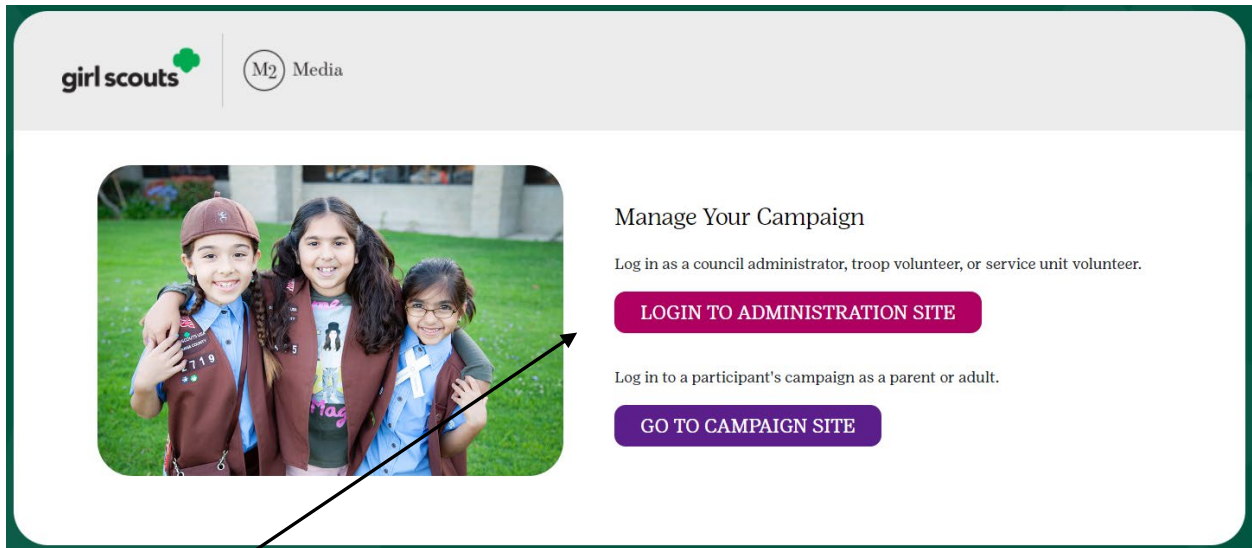 girl scouts
M2 Media
Manage Your Campaign
Log in as a council administrator, troop volunteer, or service unit volunteer.
LOGIN TO ADMINISTRATION SITE
Log in to a participant's campaign as a parent or adult.
GO TO CAMPAIGN SITE
2719